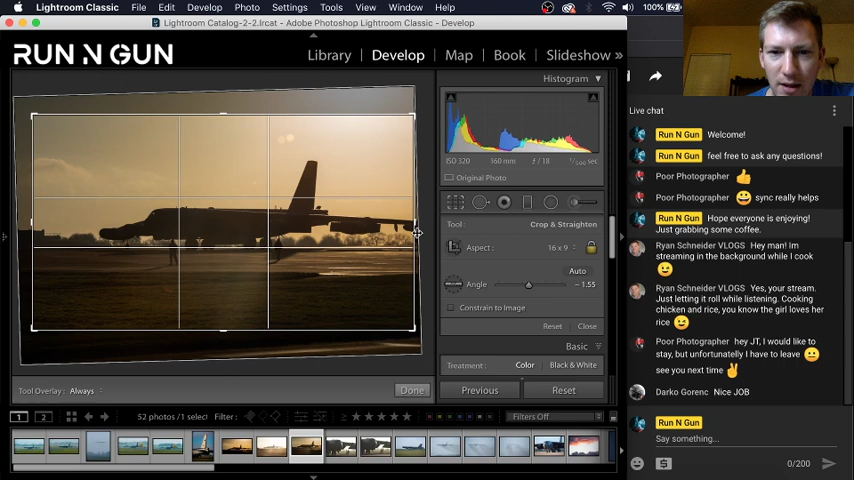 Lightroom Classic File Edit Develop Photo Settings Tools View Window Help 100%
Lightroom Catalog-2-2.lrcat - Adobe Photoshop Lightroom Classic - Develop
RUN N GUN
Library Develop Map Book Slideshow »
Histogram
ISO 320 360 mm ƒ / 18
Original Photo
Tool: Crop & Straighten
Aspect: 16 x 9
Auto
Angle - 1.55
Constrain to Image
Reset Close
Basic
Treatment: Color Black & White
Tool Overlay: Always Done Previous Reset
1 2 52 photos/1 select Filter: Filters Off
Live chat
Run N Gun Welcome!
Run N Gun feel free to ask any questions!
Poor Photographer 👍
Poor Photographer 😀 sync really helps
Run N Gun Hope everyone is enjoying!
Just grabbing some coffee.
Ryan Schneider VLOGS Hey man! Im
streaming in the background while I cook
😉
Ryan Schneider VLOGS Yes, your stream.
Just letting it roll while listening. Cooking
chicken and rice, you know the girl loves her
rice 😉
Poor Photographer hey JT, I would like to
stay, but unfortunatelly I have to leave 😐
see you next time ✌
Darko Gorenc Nice JOB
Run N Gun
Say something...
0/200